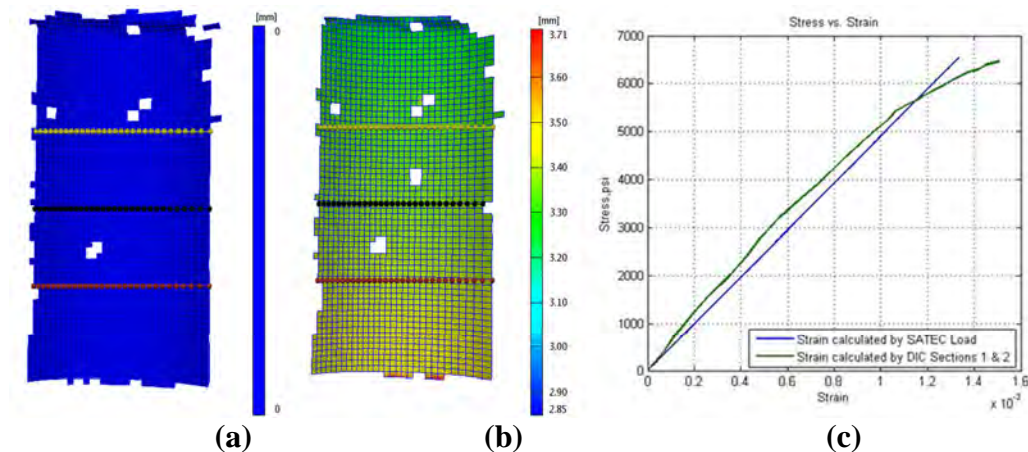 [mm]
0
0
(a)
[mm]
3.71
3.60
3.50
3.40
3.30
3.20
3.10
3.00
2.90
2.85
(b)
Stress vs. Strain
7000
6000
5000
4000
3000
2000
1000
0
Stress,psi
Strain calculated by SATEC Load
Strain calculated by DIC Sections 1 & 2
0 0.2 0.4 0.6 0.8 1 1.2 1.4 1.6
Strain
x 10⁻³
(c)